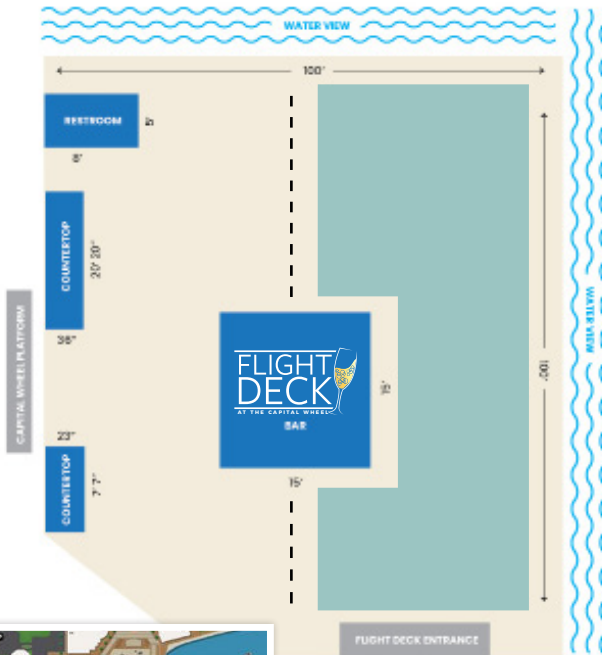 WATER VIEW
100'
RESTROOM
8'
COUNTERTOP
20' 20"
36"
CAPITAL WHEEL PLATFORM
FLIGHT
DECK
AT THE CAPITAL WHEEL
BAR
15'
15'
WATER VIEW
100'
23"
COUNTERTOP
7' 7"
FLIGHT DECK ENTRANCE